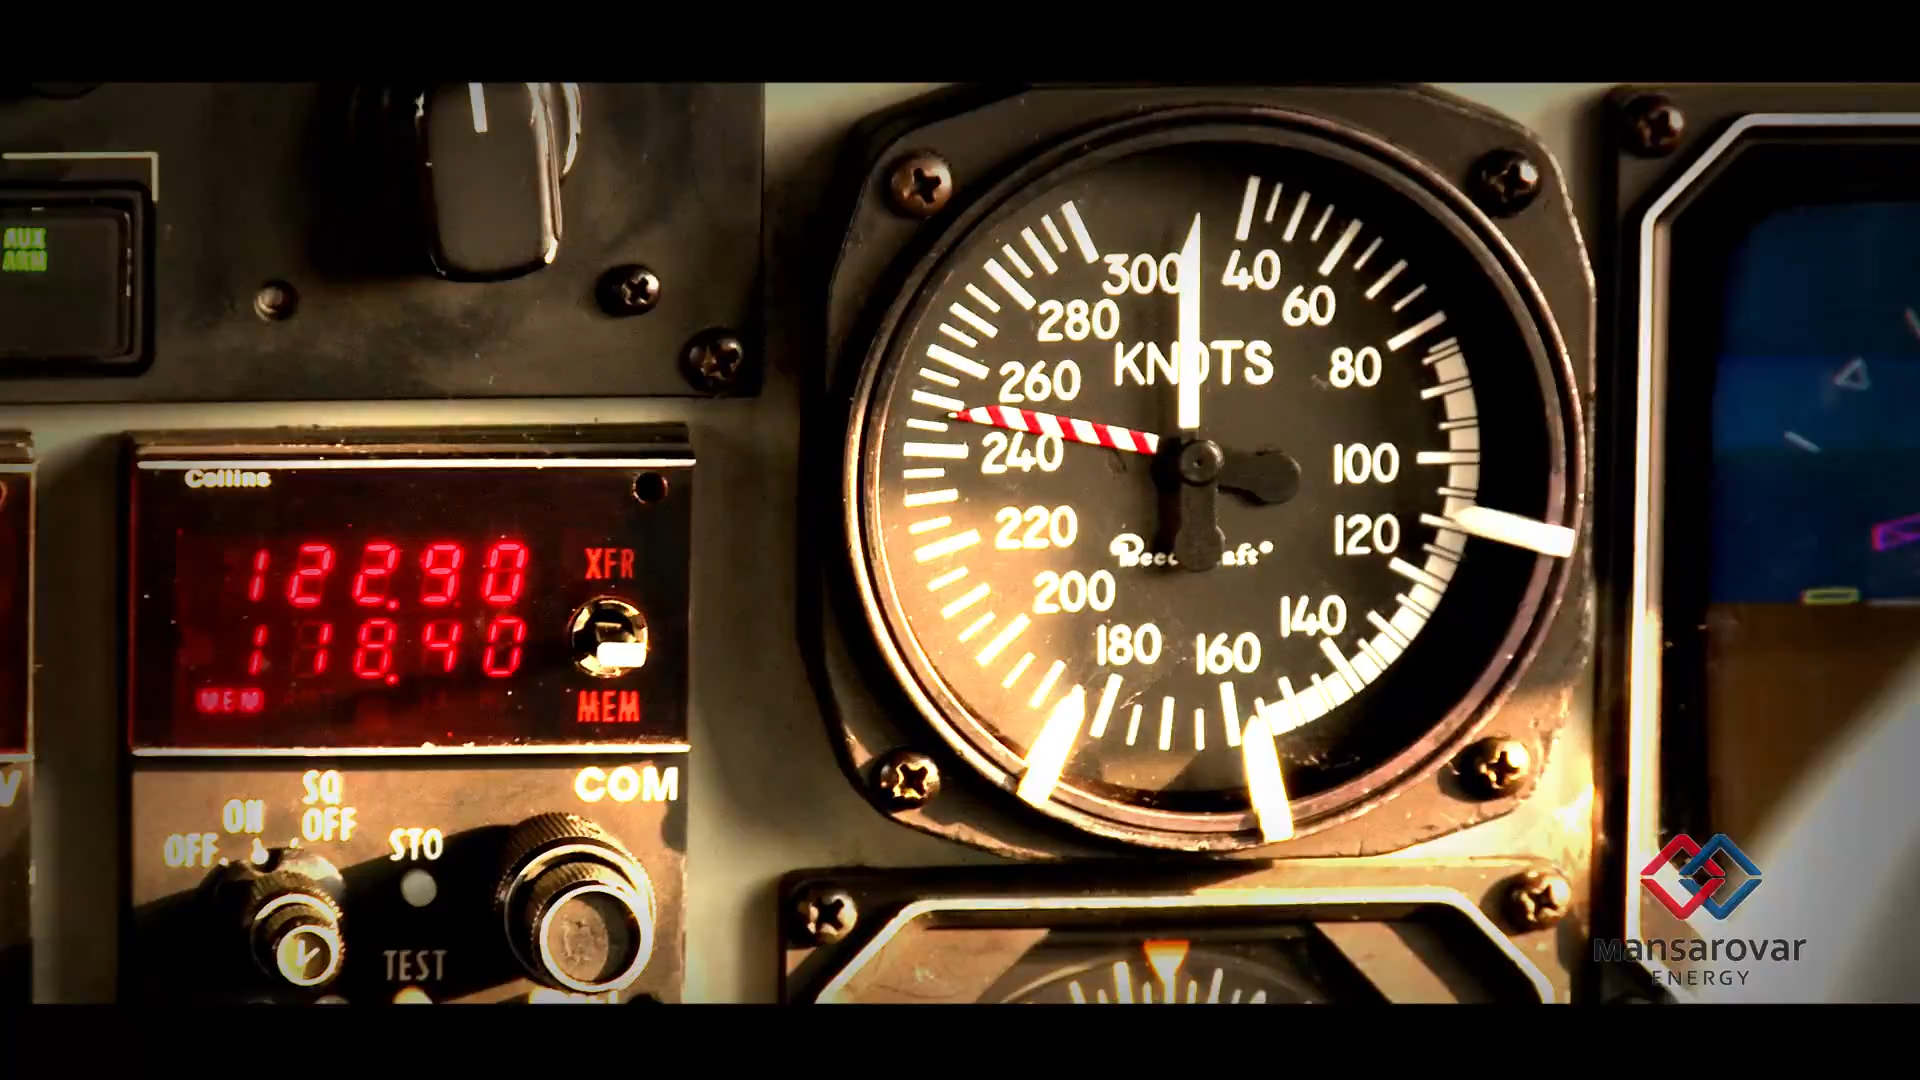 AUX
ARM
Collins
122.90
118.40
XFR
MEM
MEM
COM
OFF
ON
SQ
OFF
STO
TEST
300
40
280
60
KNOTS
260
80
240
100
220
120
200
140
180
160
Beechcraft
Mansarovar
ENERGY